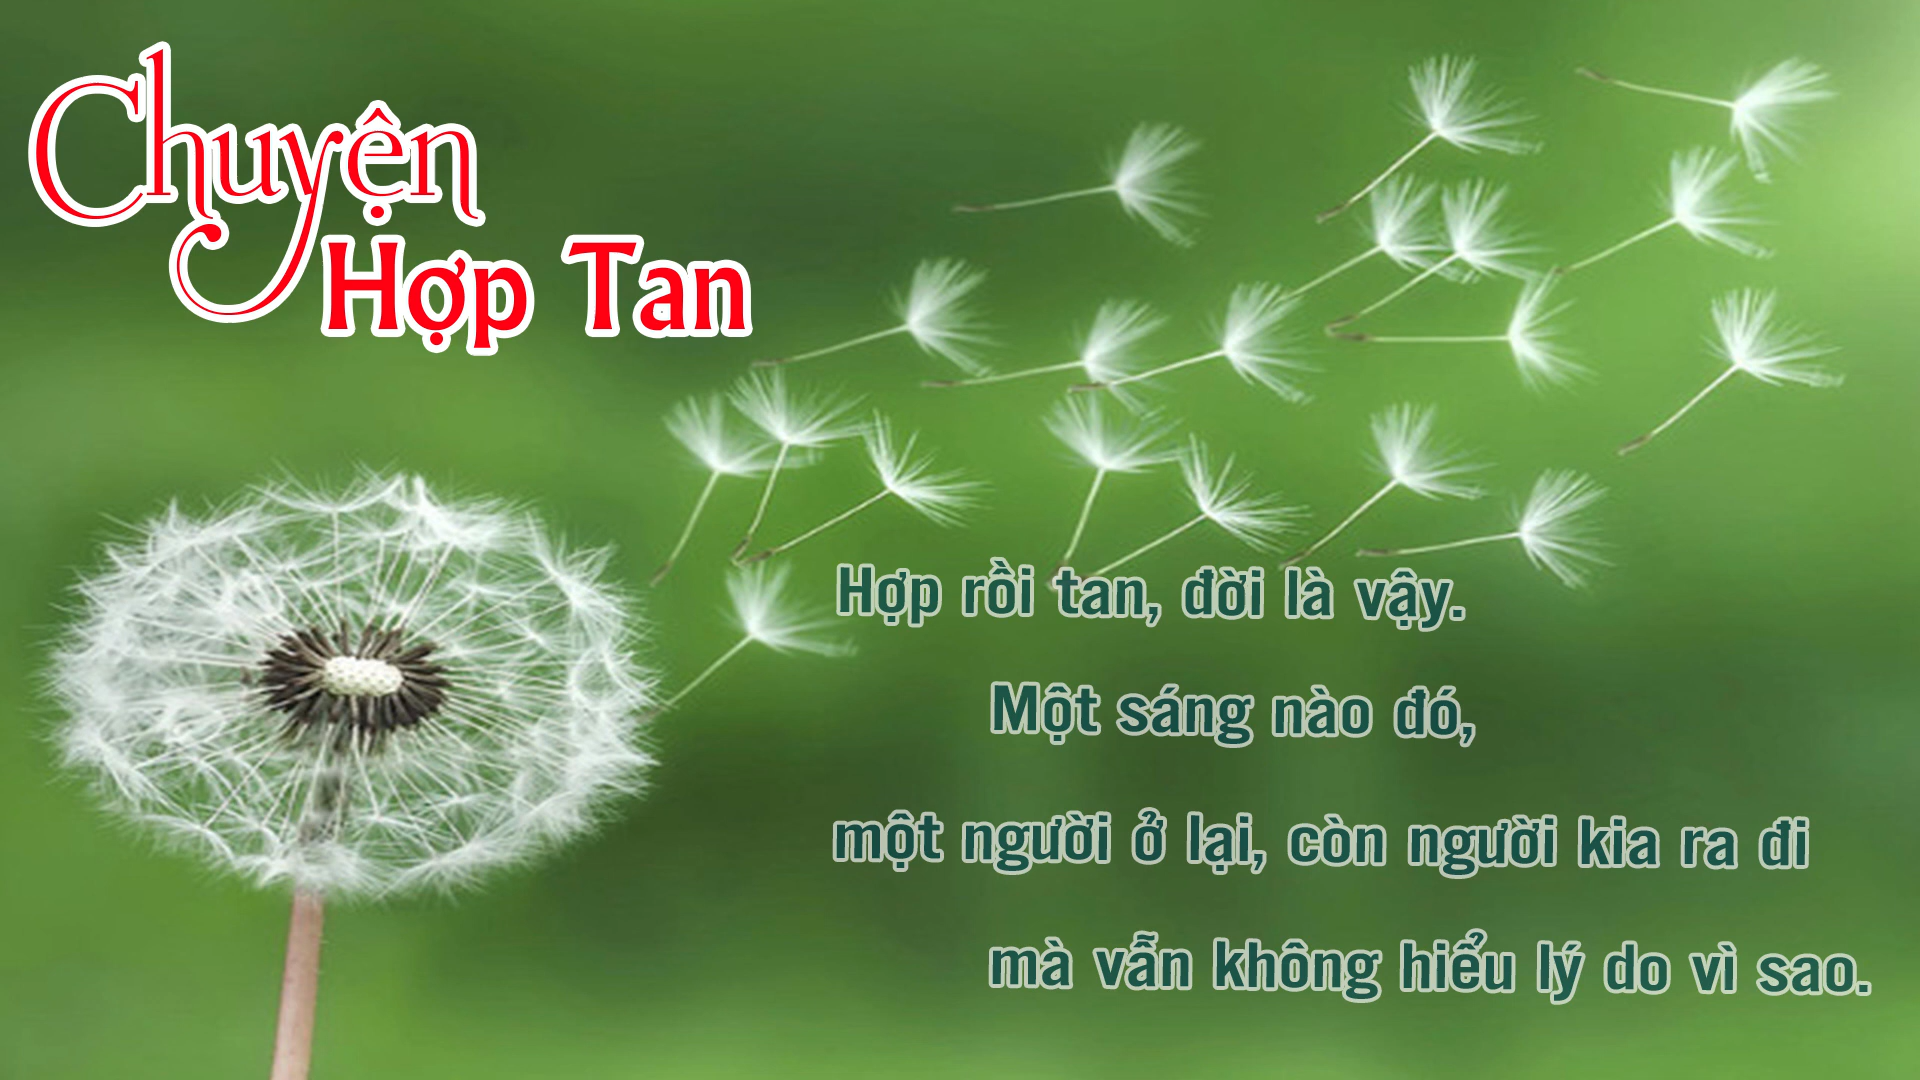 Chuyện
Hợp Tan
Hợp rồi tan, đời là vậy.
Một sáng nào đó,
một người ở lại, còn người kia ra đi
mà vẫn không hiểu lý do vì sao.